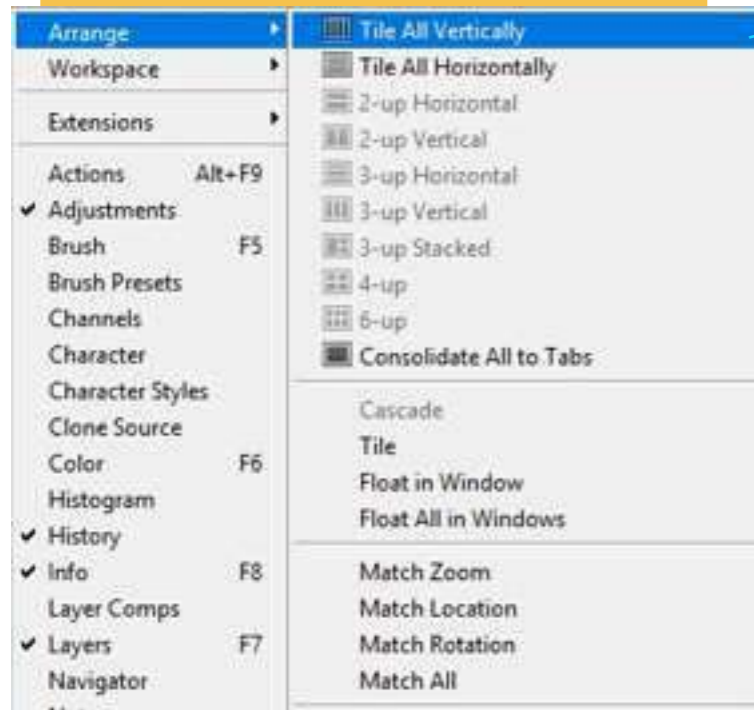 Arrange
Workspace
Extensions
Actions Alt+F9
Adjustments
Brush F5
Brush Presets
Channels
Character
Character Styles
Clone Source
Color F6
Histogram
History
Info F8
Layer Comps
Layers F7
Navigator
Tile All Vertically
Tile All Horizontally
2-up Horizontal
2-up Vertical
3-up Horizontal
3-up Vertical
3-up Stacked
4-up
6-up
Consolidate All to Tabs
Cascade
Tile
Float in Window
Float All in Windows
Match Zoom
Match Location
Match Rotation
Match All